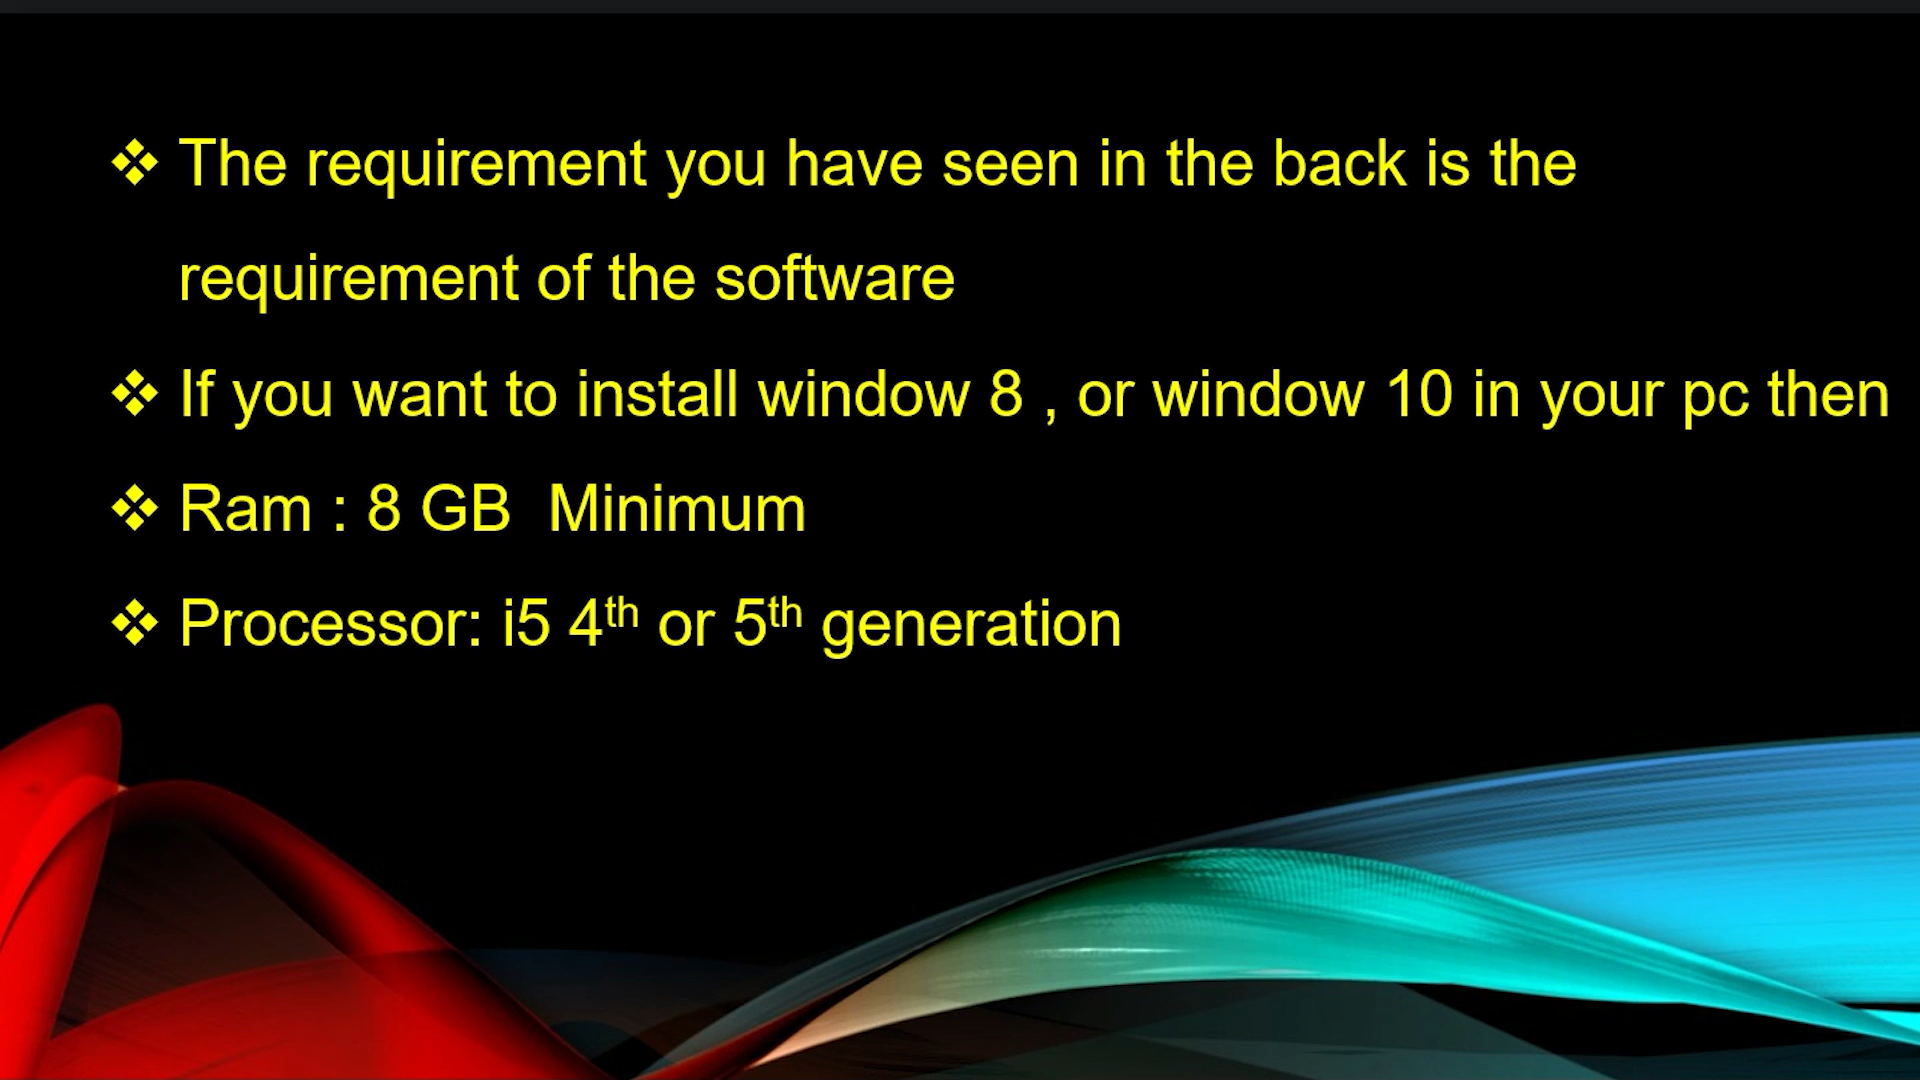 ❖ The requirement you have seen in the back is the
requirement of the software
❖ If you want to install window 8 , or window 10 in your pc then
❖ Ram : 8 GB  Minimum
❖ Processor: i5 4th or 5th generation